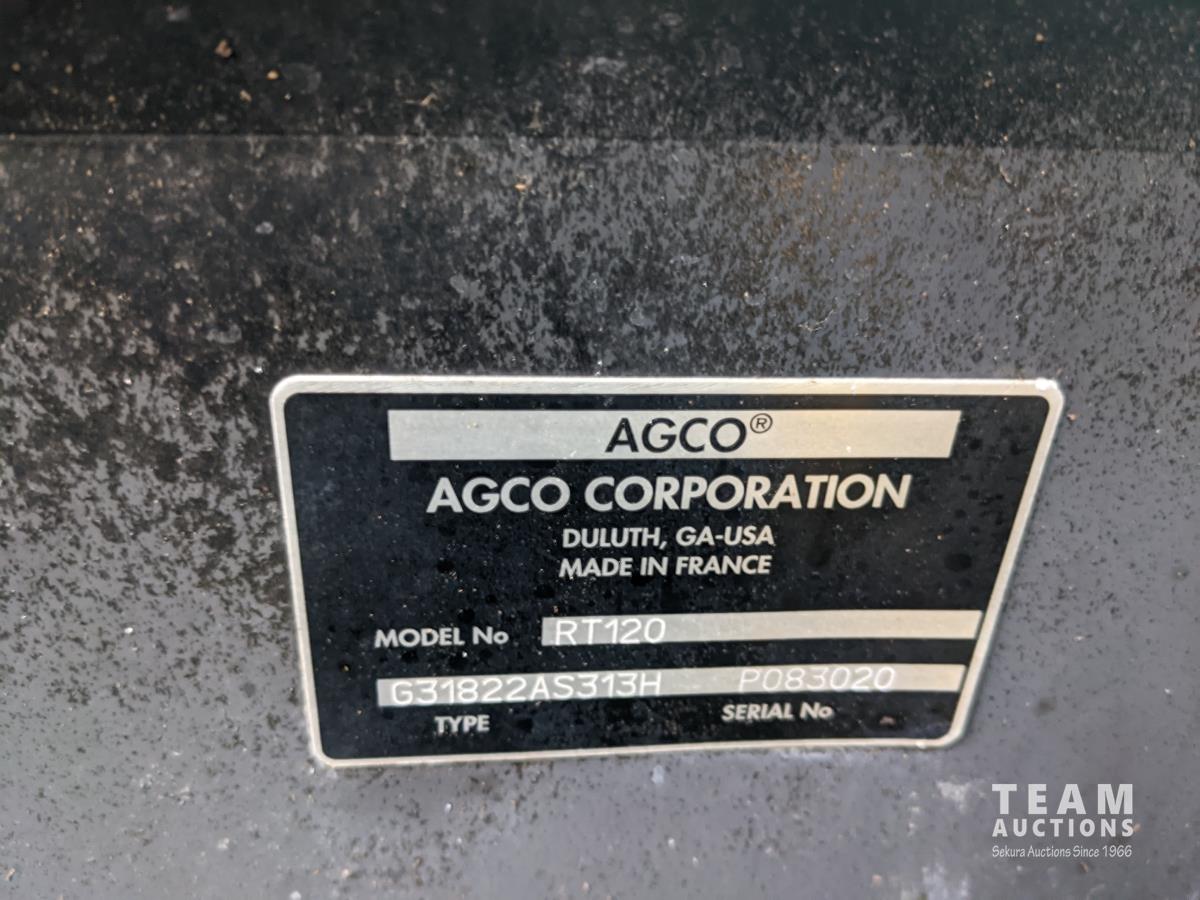 AGCO®
AGCO CORPORATION
DULUTH, GA-USA
MADE IN FRANCE
MODEL No RT120
G31822AS313H P083020
TYPE SERIAL No
TEAM
AUCTIONS
Sekura Auctions Since 1966